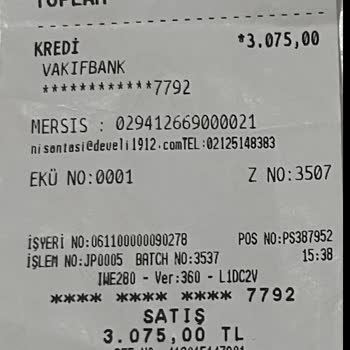 TOPLAM
KREDİ *3.075,00
VAKIFBANK
************7792
MERSIS : 029412669000021
nisantasi@develi1912.comTEL:02125148383
EKÜ NO:0001 Z NO:3507
İŞYERİ NO:061100000090278 POS NO:PS387952
İŞLEM NO:JP0005 BATCH NO:3537 15:38
IWE280 - Ver:360 - L1DC2V
**** **** **** 7792
SATIŞ
3.075,00 TL